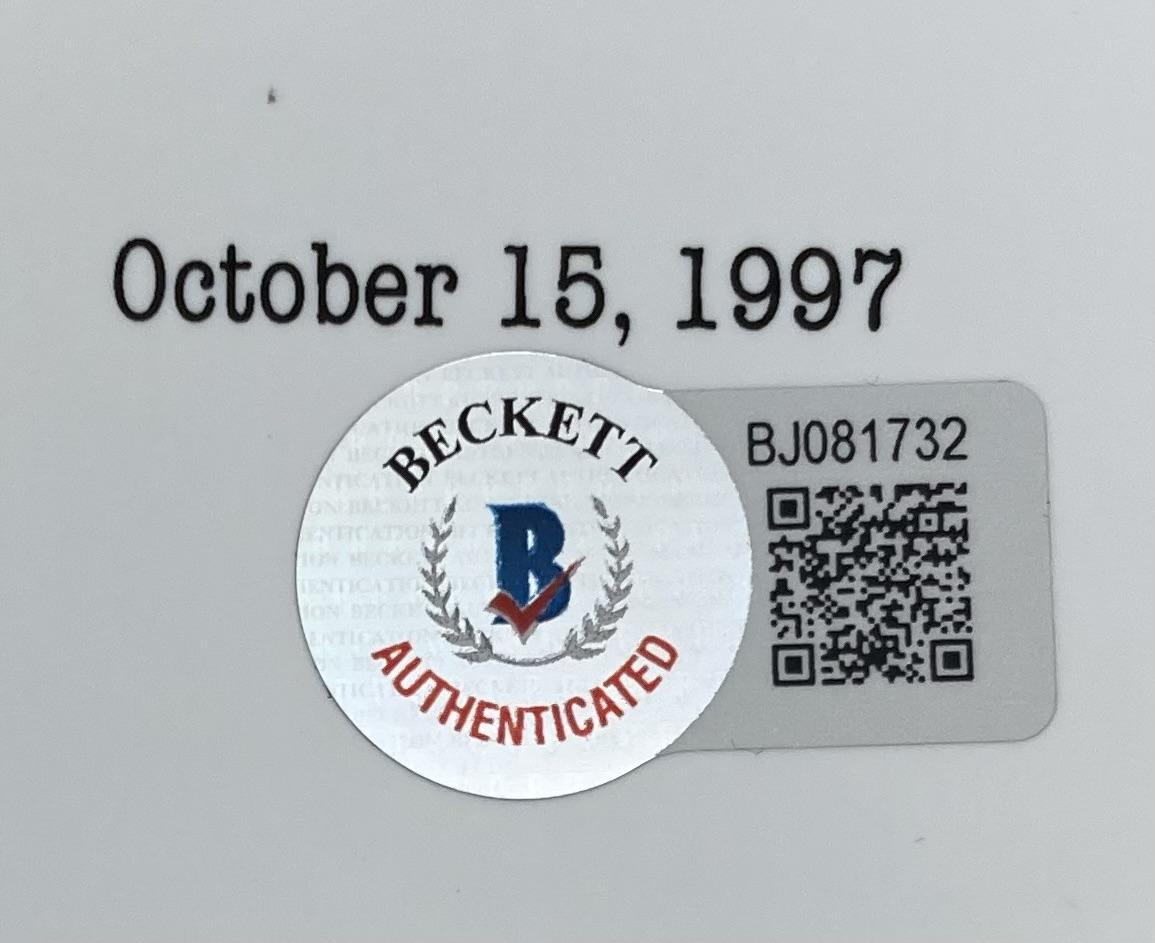 October 15, 1997
BECKETT
B
AUTHENTICATED
BJ081732